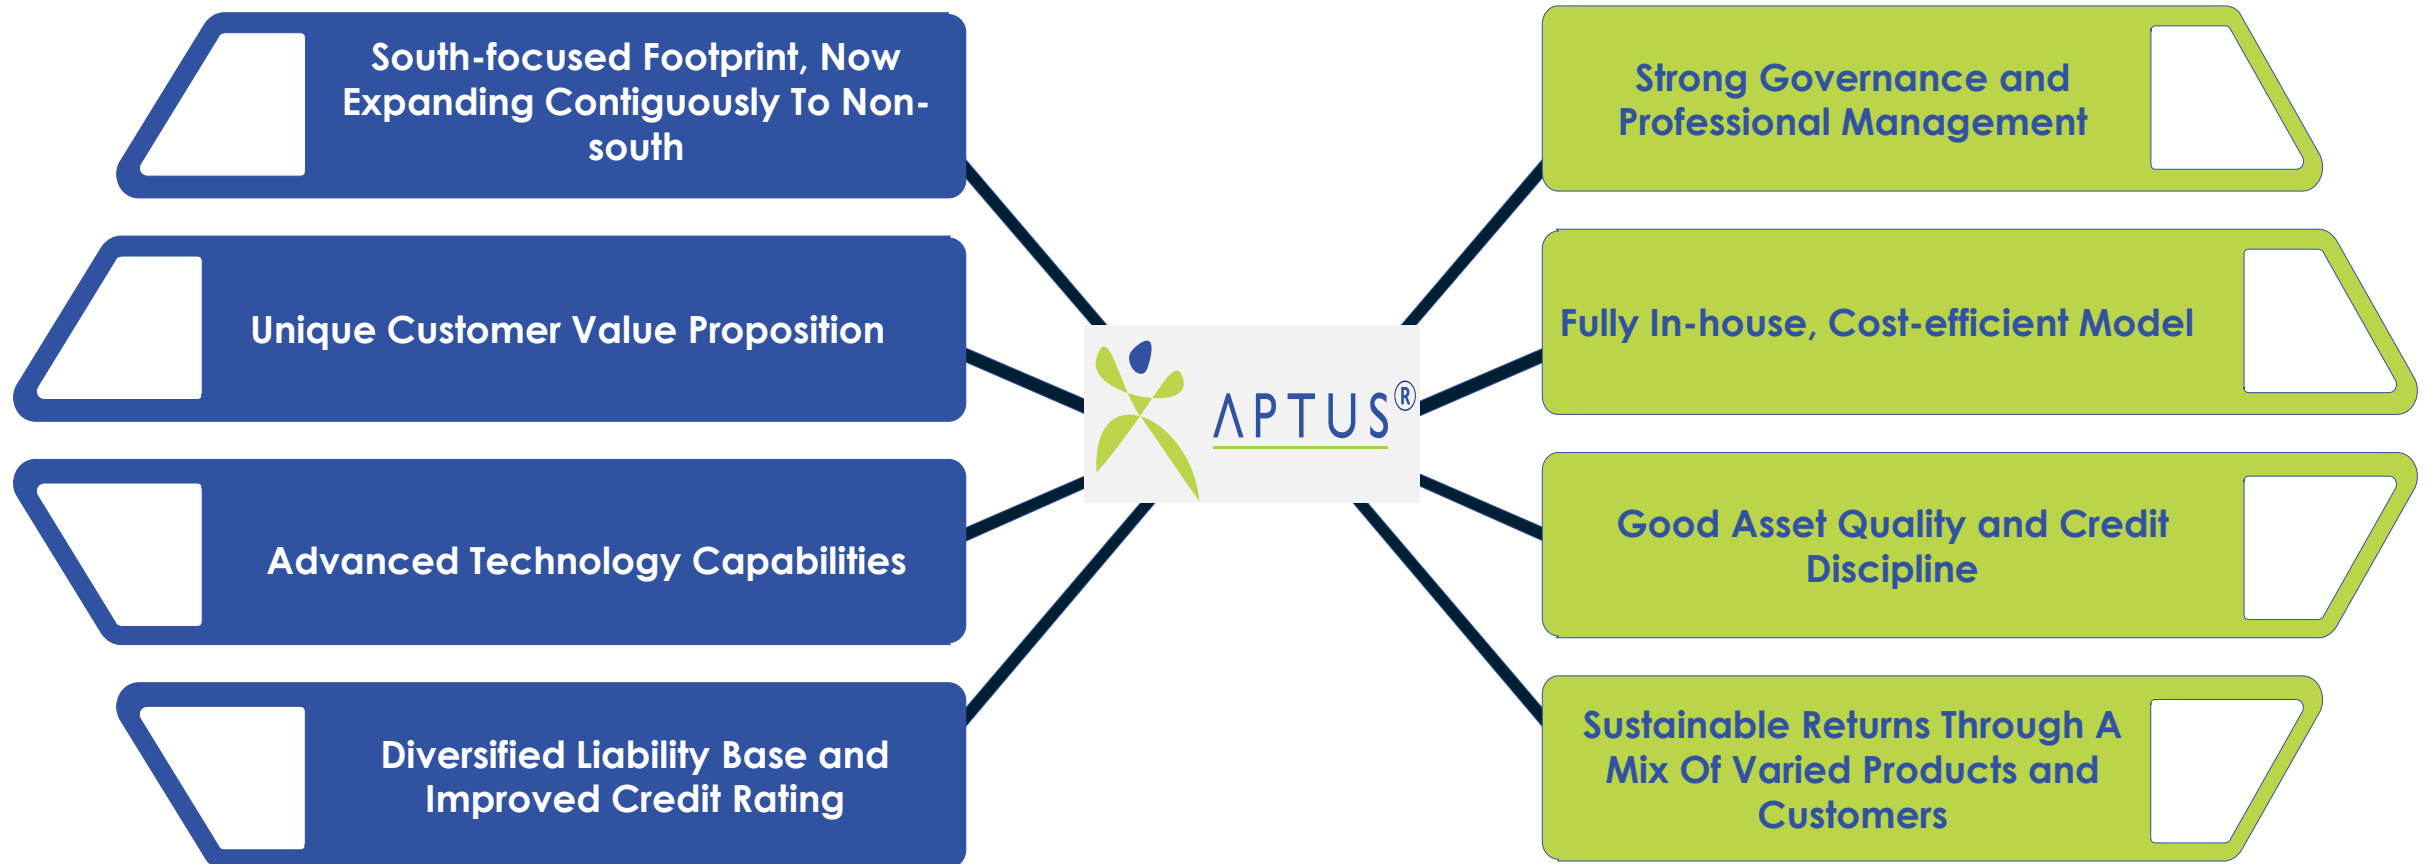 South-focused Footprint, Now
Expanding Contiguously To Non-
south
Unique Customer Value Proposition
Advanced Technology Capabilities
Diversified Liability Base and
Improved Credit Rating
APTUS®
Strong Governance and
Professional Management
Fully In-house, Cost-efficient Model
Good Asset Quality and Credit
Discipline
Sustainable Returns Through A
Mix Of Varied Products and
Customers